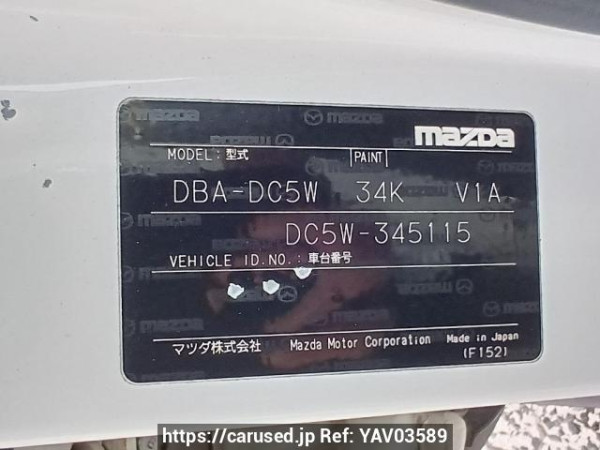 mazda
MODEL:型式 PAINT
DBA-DC5W 34K V1A
DC5W-345115
VEHICLE ID.NO.:車台番号
マツダ株式会社 Mazda Motor Corporation Made in Japan
(F152)
https://carused.jp Ref: YAV03589